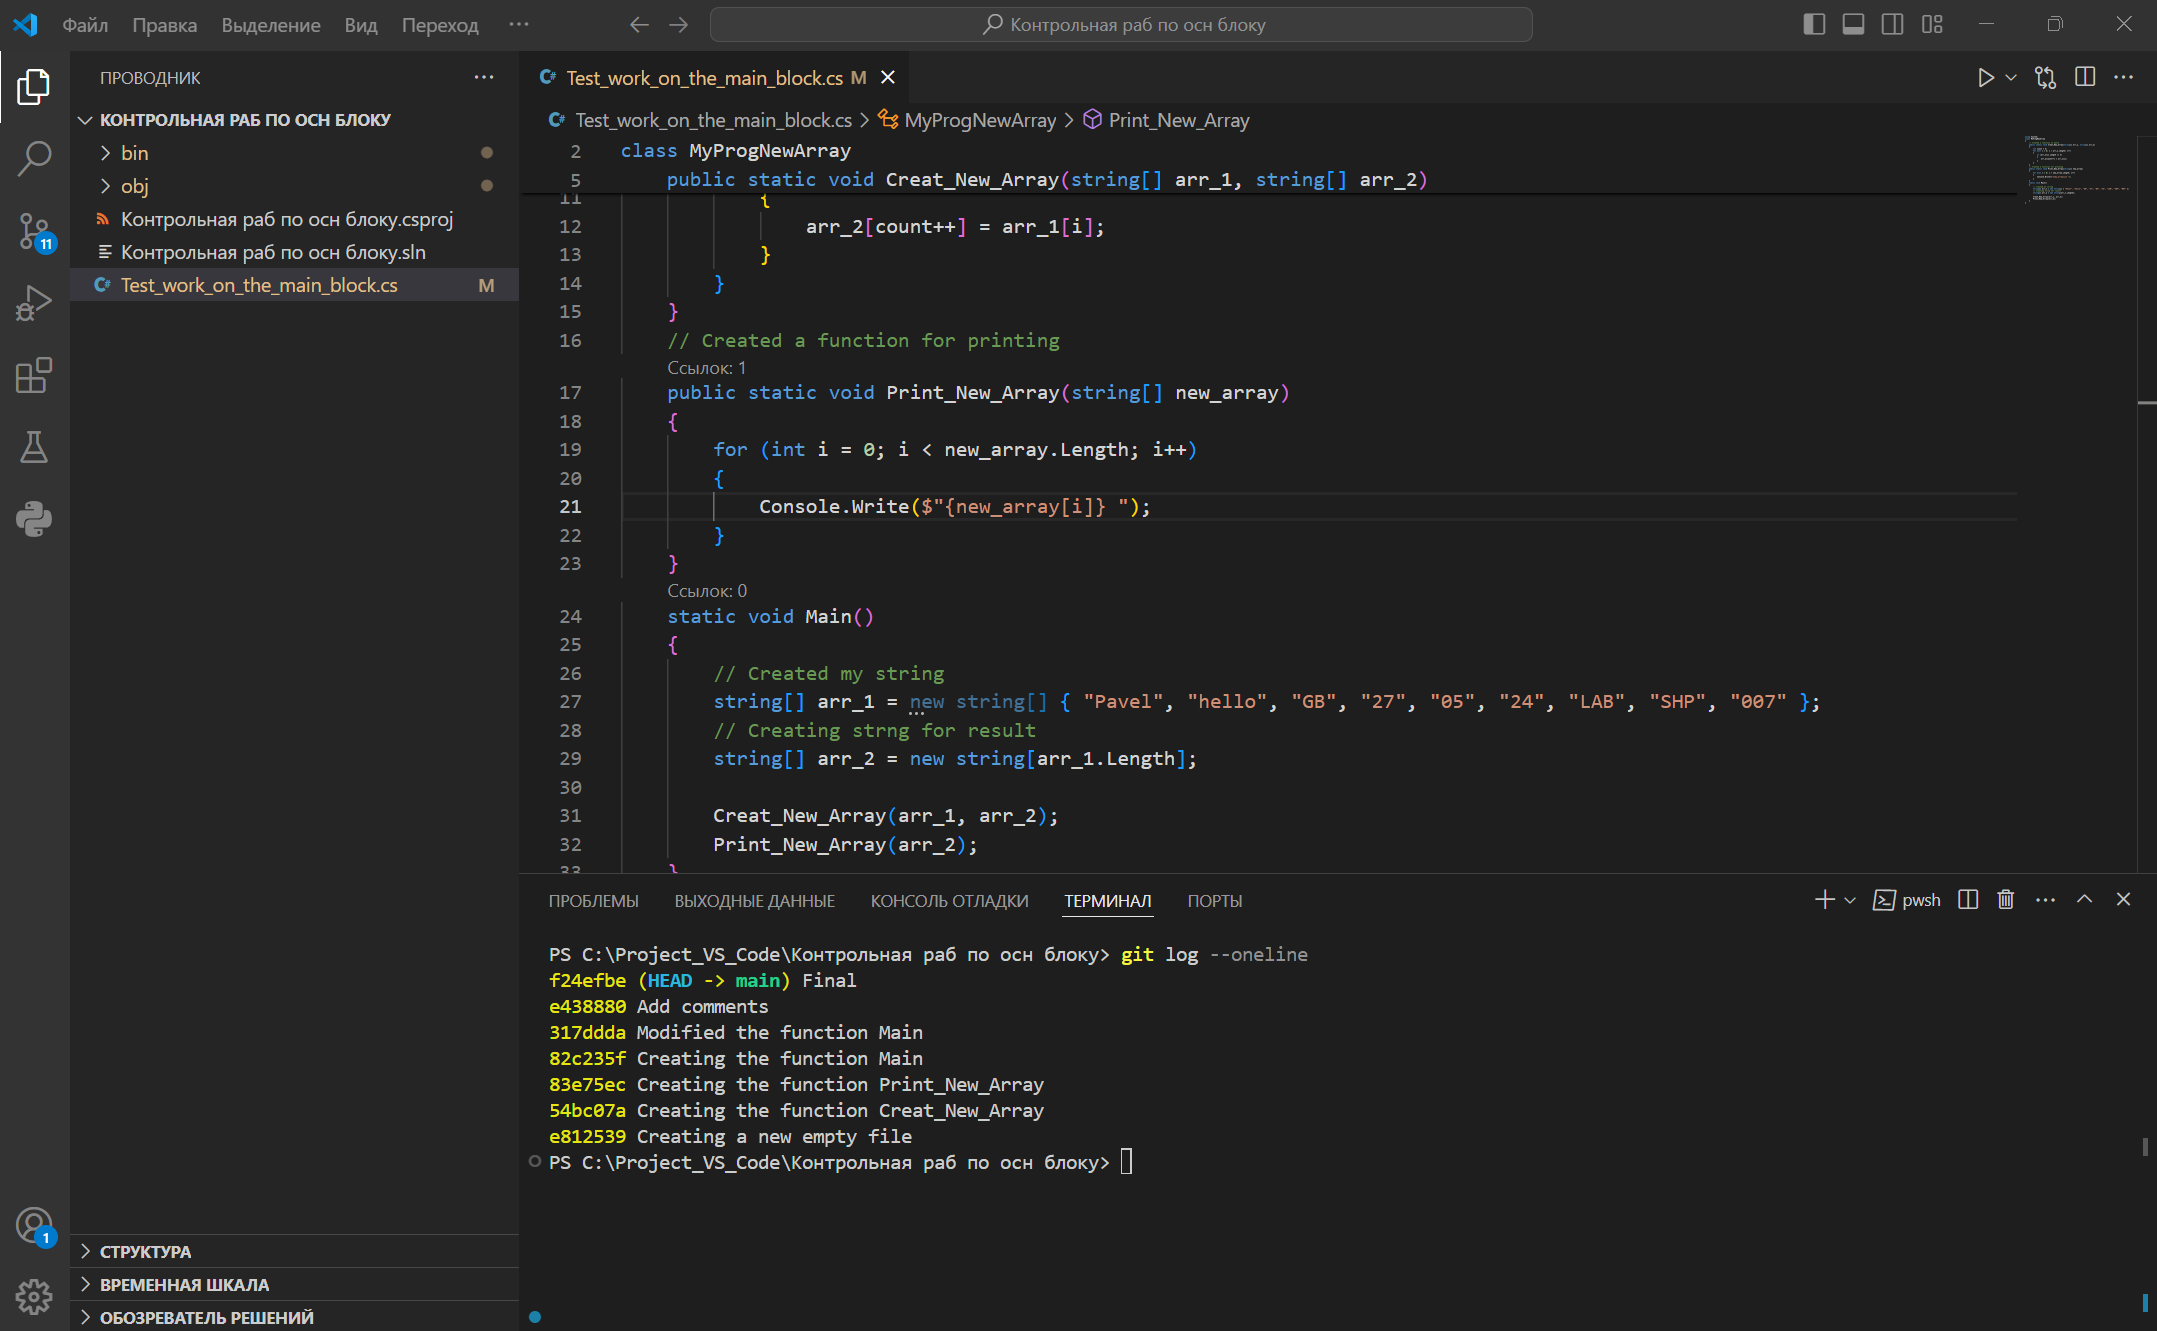 Файл Правка Выделение Вид Переход ··· Контрольная раб по осн блоку
ПРОВОДНИК ···
КОНТРОЛЬНАЯ РАБ ПО ОСН БЛОКУ
bin
obj
Контрольная раб по осн блоку.csproj
Контрольная раб по осн блоку.sln
Test_work_on_the_main_block.cs M
11
1
СТРУКТУРА
ВРЕМЕННАЯ ШКАЛА
ОБОЗРЕВАТЕЛЬ РЕШЕНИЙ
C# Test_work_on_the_main_block.cs M
C# Test_work_on_the_main_block.cs > MyProgNewArray > Print_New_Array
2 class MyProgNewArray
5 public static void Creat_New_Array(string[] arr_1, string[] arr_2)
11 {
12 arr_2[count++] = arr_1[i];
13 }
14 }
15 }
16 // Created a function for printing
Ссылок: 1
17 public static void Print_New_Array(string[] new_array)
18 {
19 for (int i = 0; i < new_array.Length; i++)
20 {
21 Console.Write($"{new_array[i]} ");
22 }
23 }
Ссылок: 0
24 static void Main()
25 {
26 // Created my string
27 string[] arr_1 = new string[] { "Pavel", "hello", "GB", "27", "05", "24", "LAB", "SHP", "007" };
28 // Creating strng for result
29 string[] arr_2 = new string[arr_1.Length];
30
31 Creat_New_Array(arr_1, arr_2);
32 Print_New_Array(arr_2);
33 }
ПРОБЛЕМЫ ВЫХОДНЫЕ ДАННЫЕ КОНСОЛЬ ОТЛАДКИ ТЕРМИНАЛ ПОРТЫ pwsh
PS C:\Project_VS_Code\Контрольная раб по осн блоку> git log --oneline
f24efbe (HEAD -> main) Final
e438880 Add comments
317ddda Modified the function Main
82c235f Creating the function Main
83e75ec Creating the function Print_New_Array
54bc07a Creating the function Creat_New_Array
e812539 Creating a new empty file
PS C:\Project_VS_Code\Контрольная раб по осн блоку>